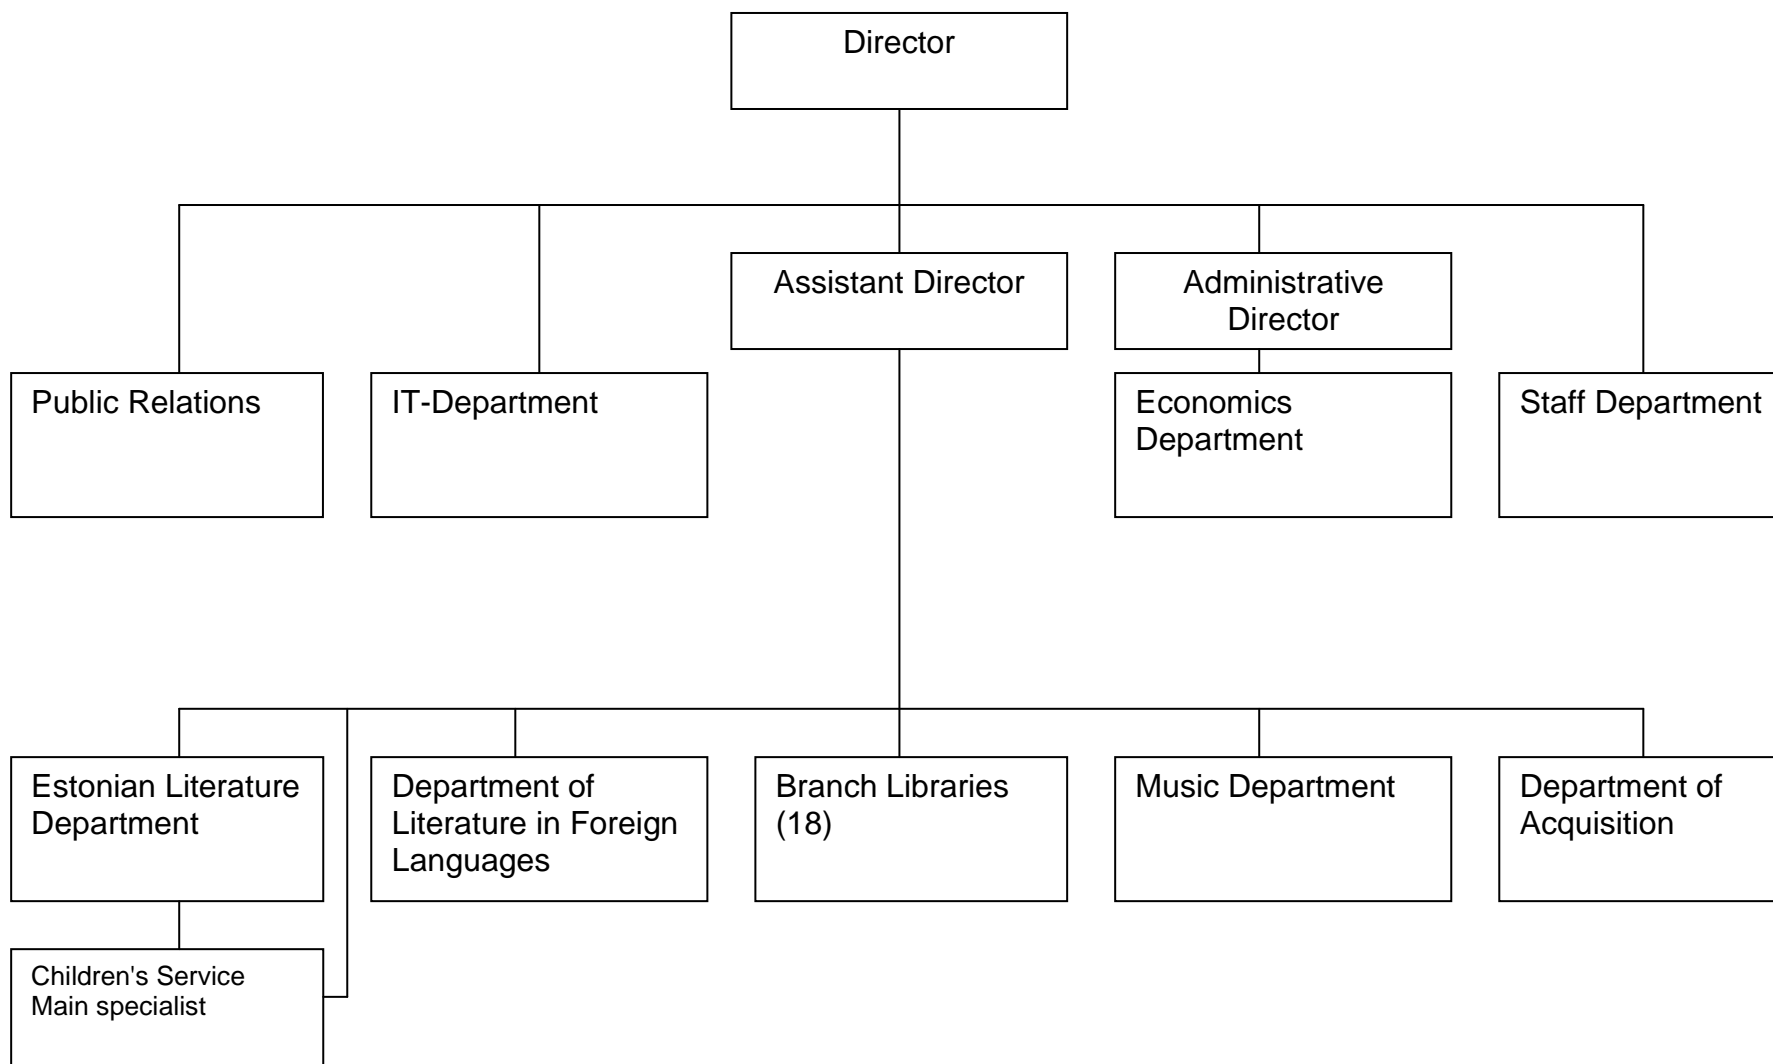 Director
Assistant Director
Administrative
Director
Public Relations
IT-Department
Economics
Department
Staff Department
Estonian Literature
Department
Department of
Literature in Foreign
Languages
Branch Libraries
(18)
Music Department
Department of
Acquisition
Children's Service
Main specialist